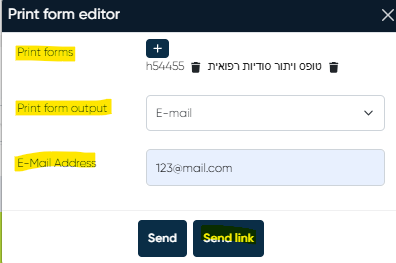 Print form editor
Print forms
+
h54455 טופס ויתור סודיות רפואית
Print form output
E-mail
E-Mail Address
123@mail.com
Send Send link